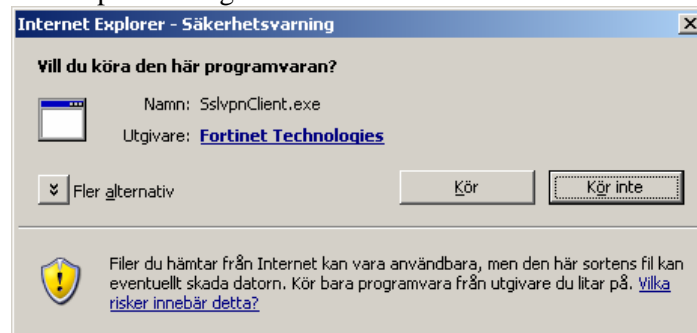 Internet Explorer - Säkerhetsvarning
Vill du köra den här programvaran?
Namn: SslvpnClient.exe
Utgivare: Fortinet Technologies
Fler alternativ
Kör
Kör inte
Filer du hämtar från Internet kan vara användbara, men den här sortens fil kan
eventuellt skada datorn. Kör bara programvara från utgivare du litar på. Vilka
risker innebär detta?